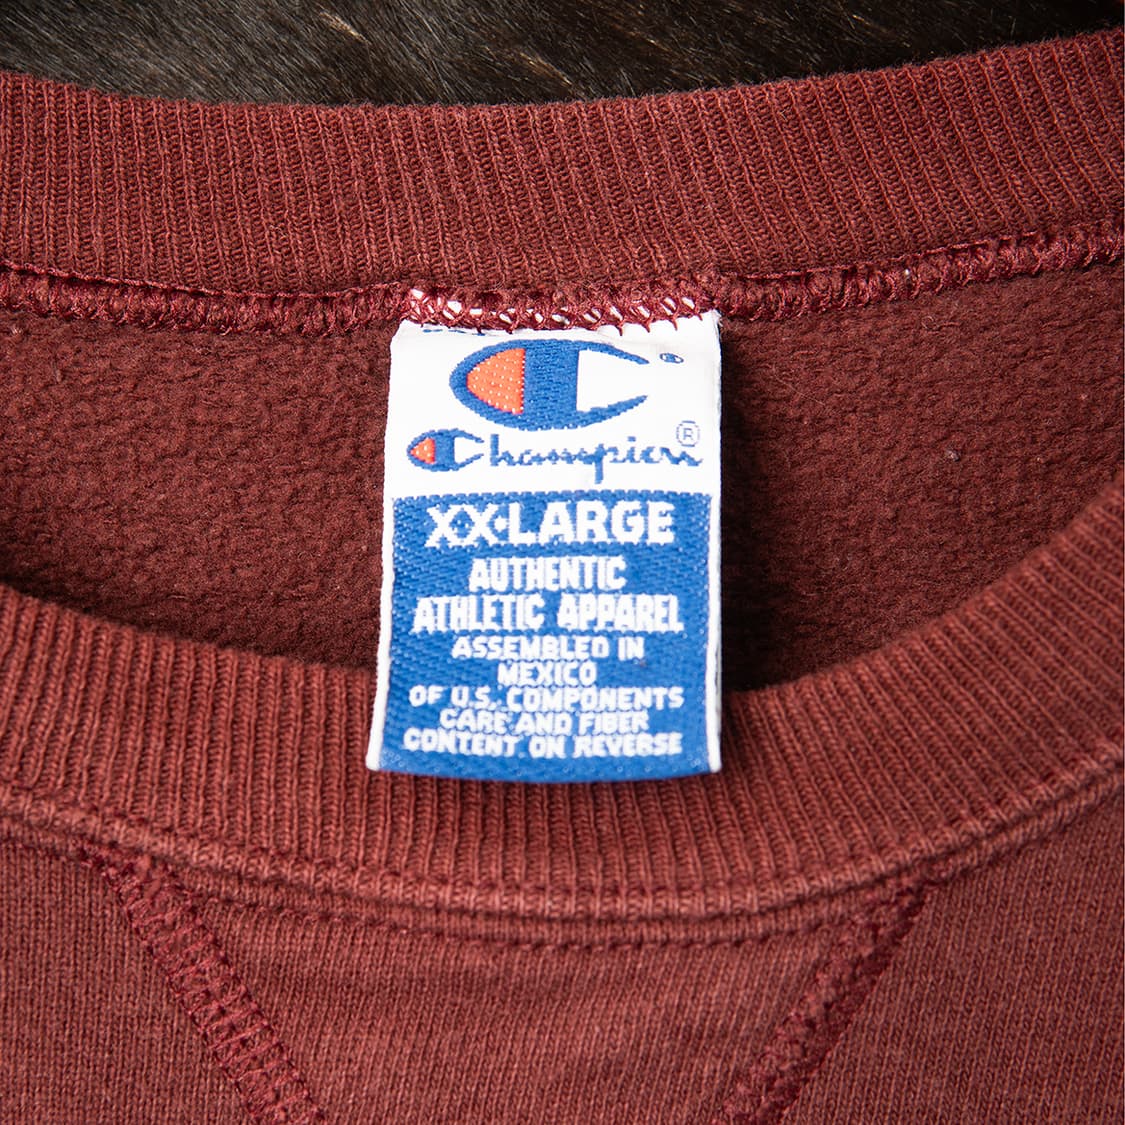 Champion®
XX-LARGE
AUTHENTIC
ATHLETIC APPAREL
ASSEMBLED IN
MEXICO
OF U.S. COMPONENTS
CARE AND FIBER
CONTENT ON REVERSE